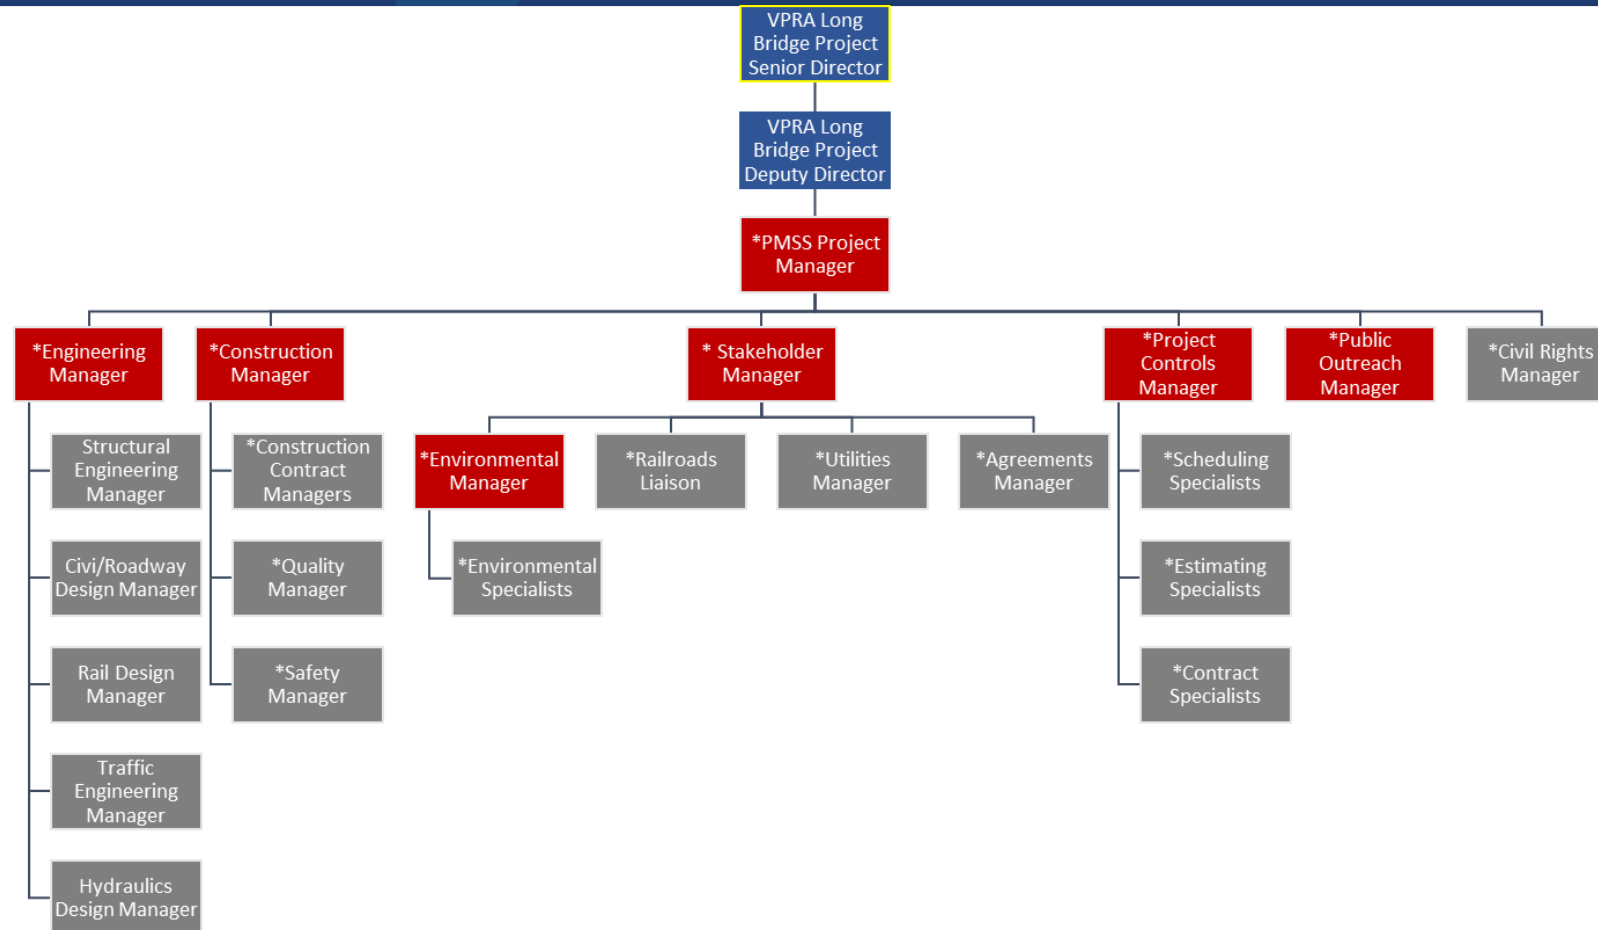 VPRA Long
Bridge Project
Senior Director
VPRA Long
Bridge Project
Deputy Director
*PMSS Project
Manager
*Engineering
Manager
*Construction
Manager
* Stakeholder
Manager
*Project
Controls
Manager
*Public
Outreach
Manager
*Civil Rights
Manager
Structural
Engineering
Manager
*Construction
Contract
Managers
*Environmental
Manager
*Railroads
Liaison
*Utilities
Manager
*Agreements
Manager
*Scheduling
Specialists
Civi/Roadway
Design Manager
*Quality
Manager
*Environmental
Specialists
*Estimating
Specialists
Rail Design
Manager
*Safety
Manager
*Contract
Specialists
Traffic
Engineering
Manager
Hydraulics
Design Manager